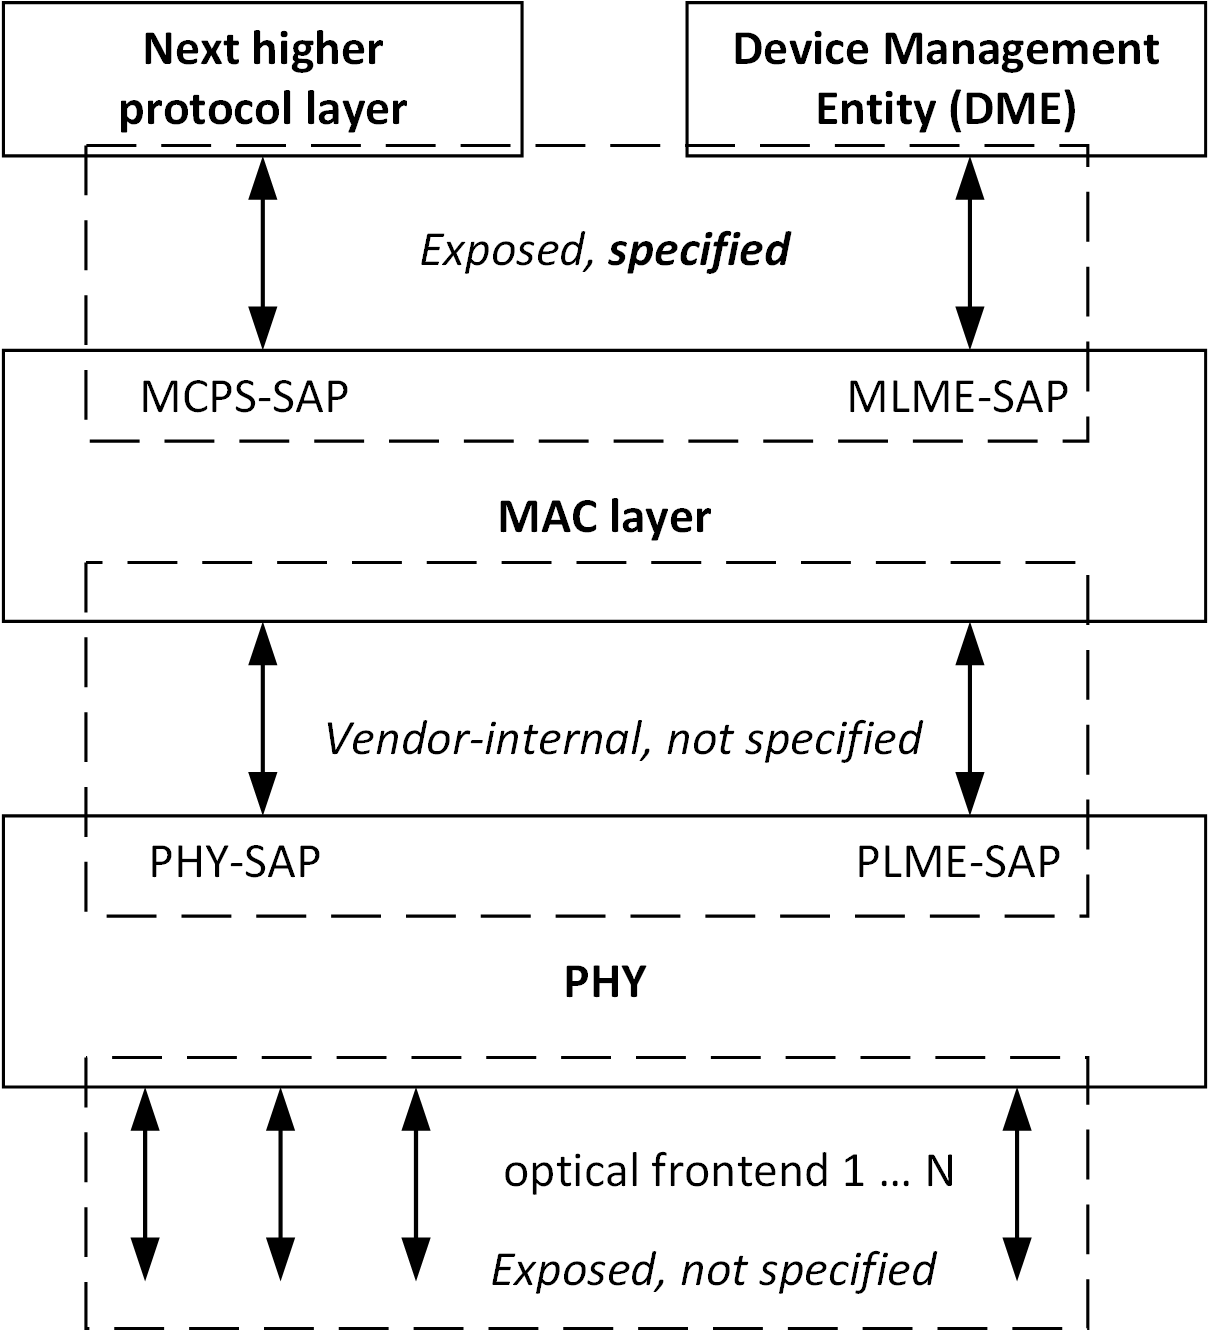 Next higher
protocol layer
Device Management
Entity (DME)
Exposed, specified
MCPS-SAP
MLME-SAP
MAC layer
Vendor-internal, not specified
PHY-SAP
PLME-SAP
PHY
optical frontend 1 ... N
Exposed, not specified